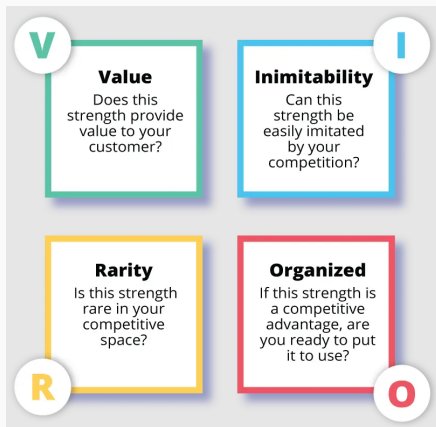 V
Value
Does this
strength provide
value to your
customer?
I
Inimitability
Can this
strength be
easily imitated
by your
competition?
Rarity
Is this strength
rare in your
competitive
space?
R
Organized
If this strength is
a competitive
advantage, are
you ready to put
it to use?
O